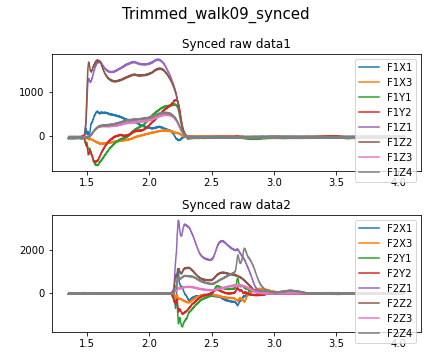 Trimmed_walk09_synced
Synced raw data1
1000
0
1.5 2.0 2.5 3.0 3.5 4.0
F1X1
F1X3
F1Y1
F1Y2
F1Z1
F1Z2
F1Z3
F1Z4
Synced raw data2
2000
0
1.5 2.0 2.5 3.0 3.5 4.0
F2X1
F2X3
F2Y1
F2Y2
F2Z1
F2Z2
F2Z3
F2Z4